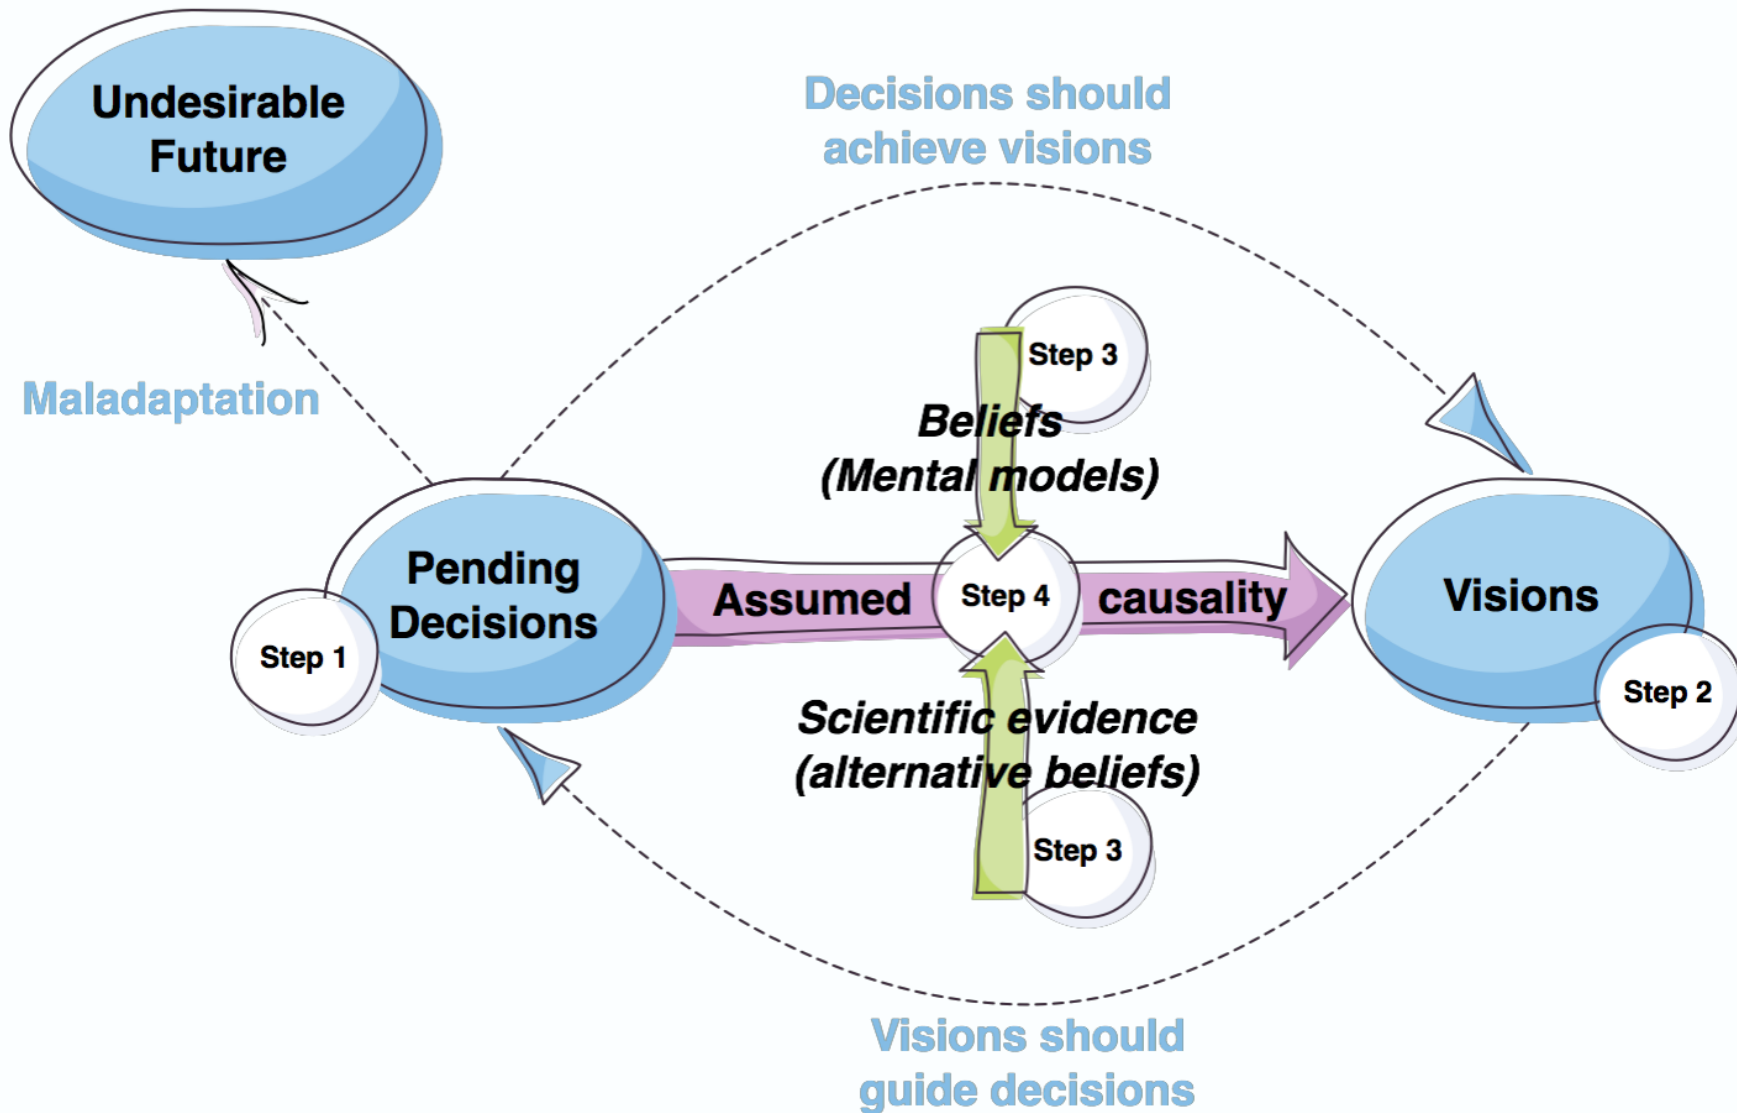 Undesirable
Future
Decisions should
achieve visions
Maladaptation
Step 3
Beliefs
(Mental models)
Pending
Decisions
Step 1
Assumed
Step 4
causality
Visions
Step 2
Scientific evidence
(alternative beliefs)
Step 3
Visions should
guide decisions